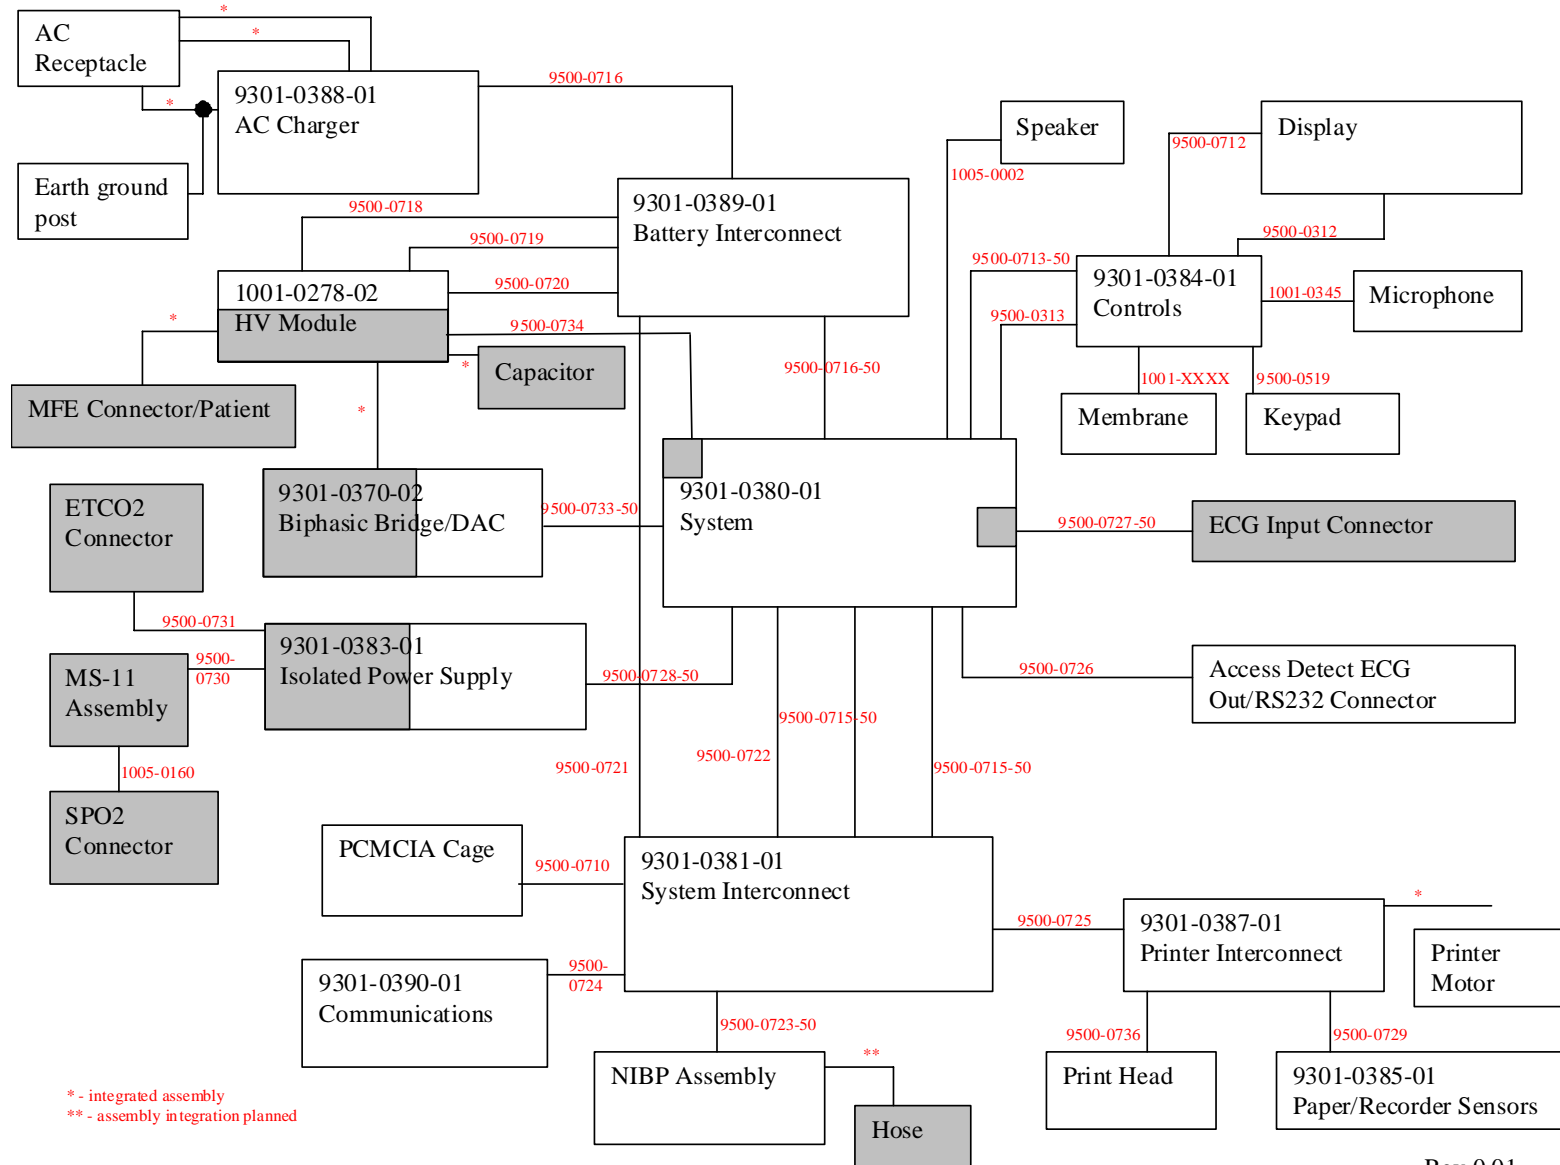 *
*
AC
Receptacle
*
9301-0388-01
AC Charger
9500-0716
Earth ground
post
Speaker
1005-0002
Display
9500-0712
9500-0312
9301-0389-01
Battery Interconnect
9500-0718
9500-0719
9500-0720
1001-0278-02
HV Module
9500-0734
*
*
Capacitor
MFE Connector/Patient
*
9500-0716-50
9500-0713-50
9500-0313
9301-0384-01
Controls
1001-0345
Microphone
1001-XXXX
9500-0519
Membrane
Keypad
ETCO2
Connector
9301-0370-02
Biphasic Bridge/DAC
9500-0733-50
9301-0380-01
System
9500-0727-50
ECG Input Connector
9500-0731
9500-
0730
MS-11
Assembly
9301-0383-01
Isolated Power Supply
9500-0728-50
9500-0726
Access Detect ECG
Out/RS232 Connector
1005-0160
SPO2
Connector
9500-0721
9500-0722
9500-0715-50
9500-0715-50
PCMCIA Cage
9500-0710
9301-0381-01
System Interconnect
9500-0725
9301-0387-01
Printer Interconnect
*
Printer
Motor
9301-0390-01
Communications
9500-
0724
9500-0723-50
NIBP Assembly
**
Hose
9500-0736
9500-0729
Print Head
9301-0385-01
Paper/Recorder Sensors
* - integrated assembly
** - assembly integration planned
Rev 0.01